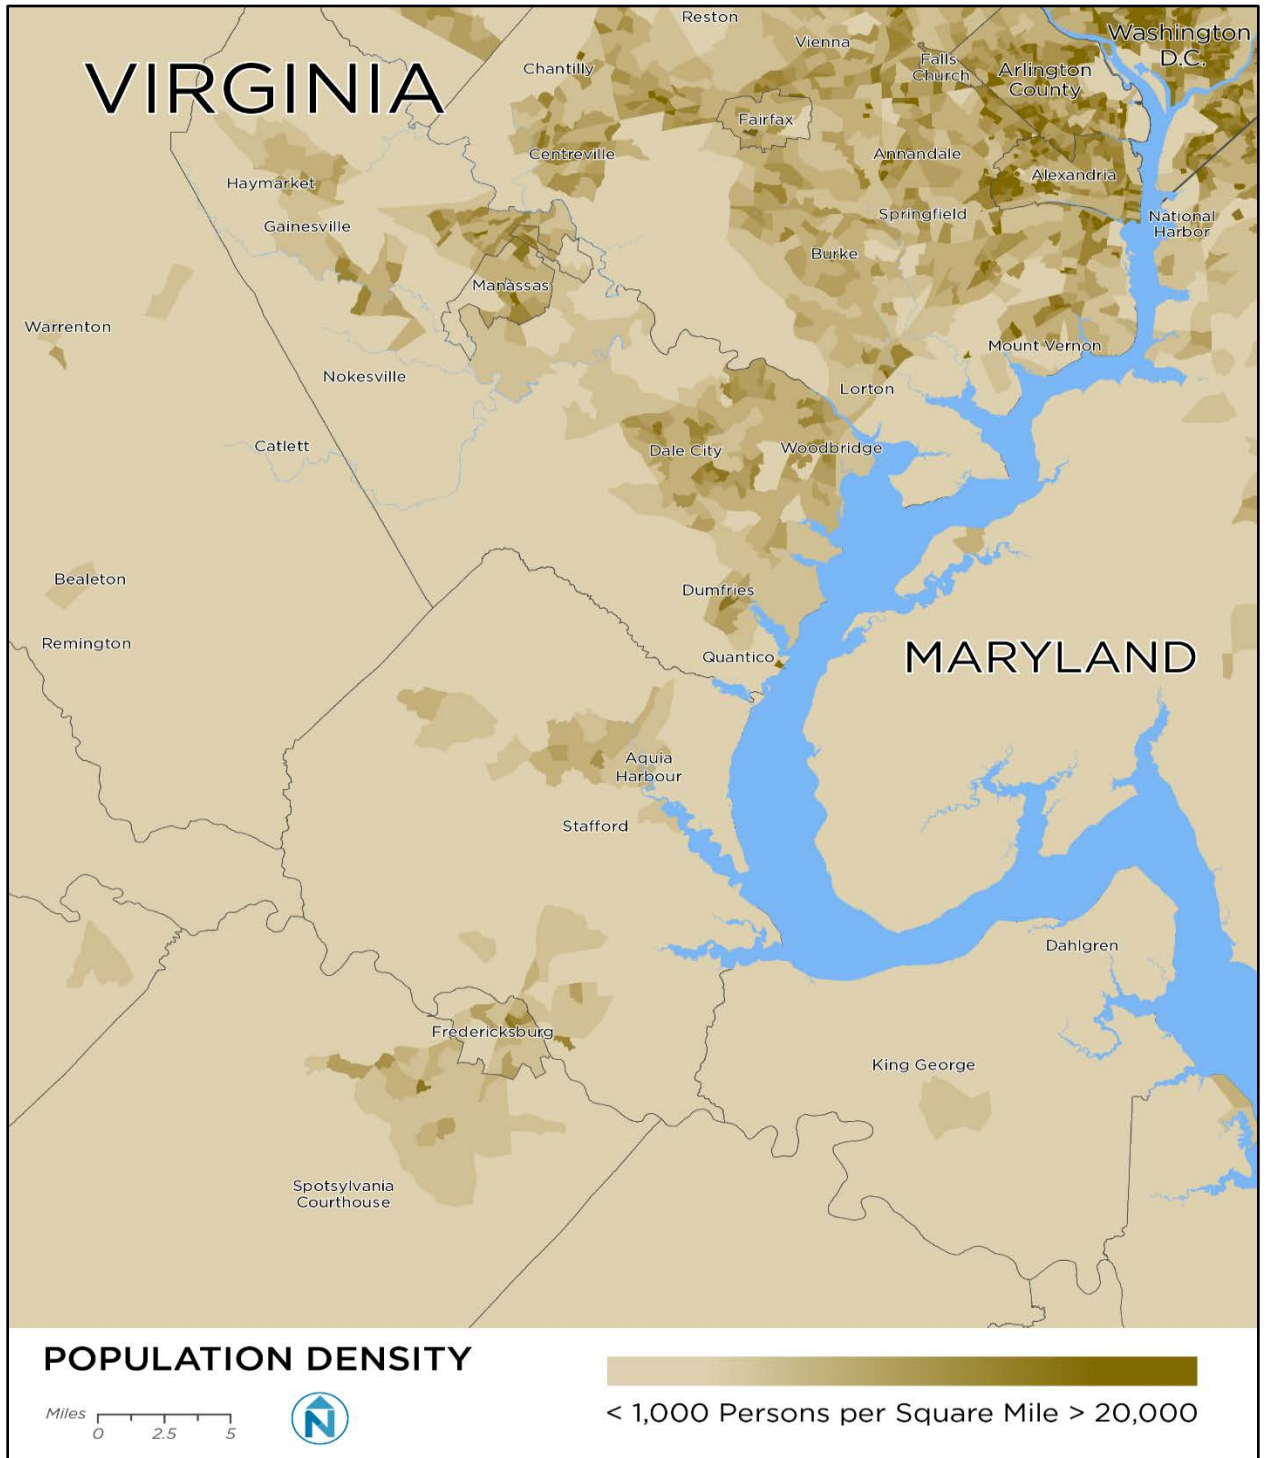 Reston
Washington
D.C.
VIRGINIA
Vienna
Chantilly
Falls
Church
Arlington
County
Fairfax
Centreville
Annandale
Alexandria
Haymarket
Springfield
National
Harbor
Gainesville
Burke
Manassas
Warrenton
Mount Vernon
Nokesville
Lorton
Catlett
Dale City
Woodbridge
Bealeton
Dumfries
Remington
Quantico
MARYLAND
Aquia
Harbour
Stafford
Dahlgren
Fredericksburg
King George
Spotsylvania
Courthouse
POPULATION DENSITY
Miles
0 2.5 5
N
< 1,000 Persons per Square Mile > 20,000